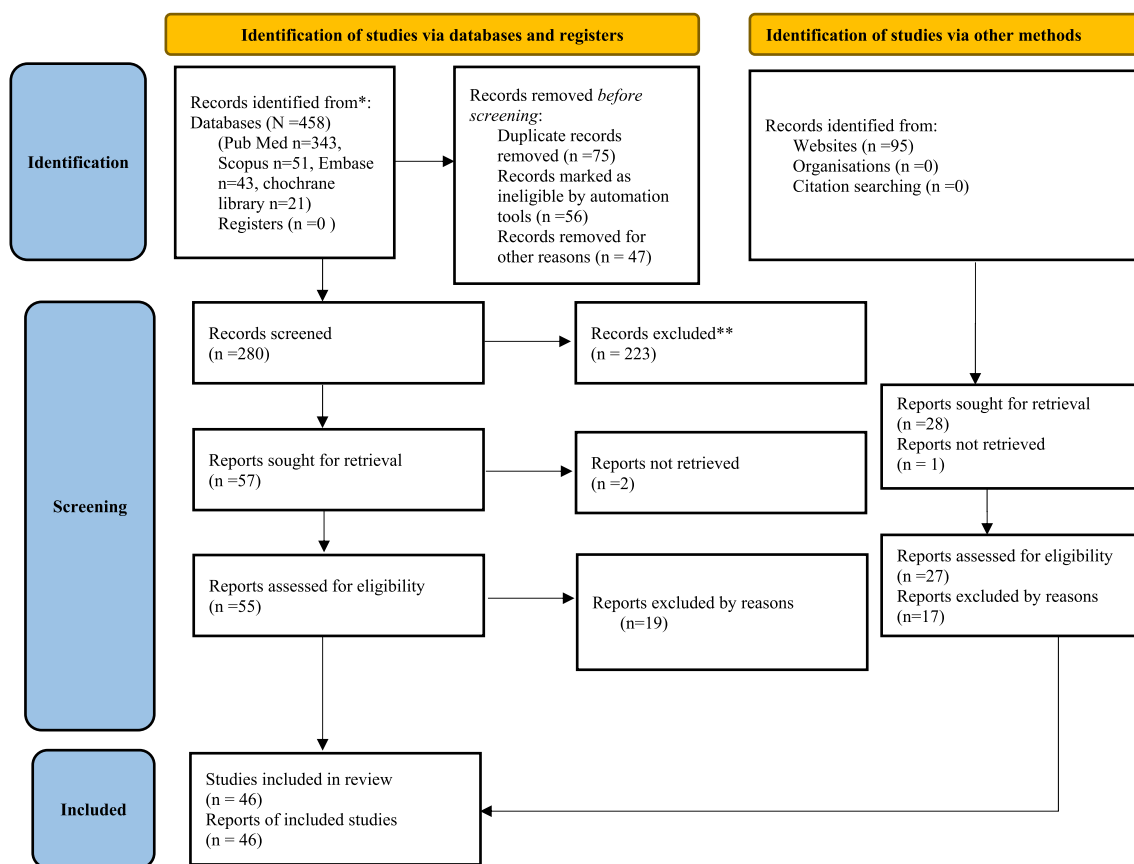 Identification of studies via databases and registers
Identification of studies via other methods
Identification
Records identified from*:
Databases (N =458)
(Pub Med n=343,
Scopus n=51, Embase
n=43, chochrane
library n=21)
Registers (n =0 )
Records removed before
screening:
Duplicate records
removed (n =75)
Records marked as
ineligible by automation
tools (n =56)
Records removed for
other reasons (n = 47)
Records identified from:
Websites (n =95)
Organisations (n =0)
Citation searching (n =0)
Screening
Records screened
(n =280)
Records excluded**
(n = 223)
Reports sought for retrieval
(n =57)
Reports not retrieved
(n =2)
Reports sought for retrieval
(n =28)
Reports not retrieved
(n = 1)
Reports assessed for eligibility
(n =55)
Reports excluded by reasons
(n=19)
Reports assessed for eligibility
(n =27)
Reports excluded by reasons
(n=17)
Included
Studies included in review
(n = 46)
Reports of included studies
(n = 46)